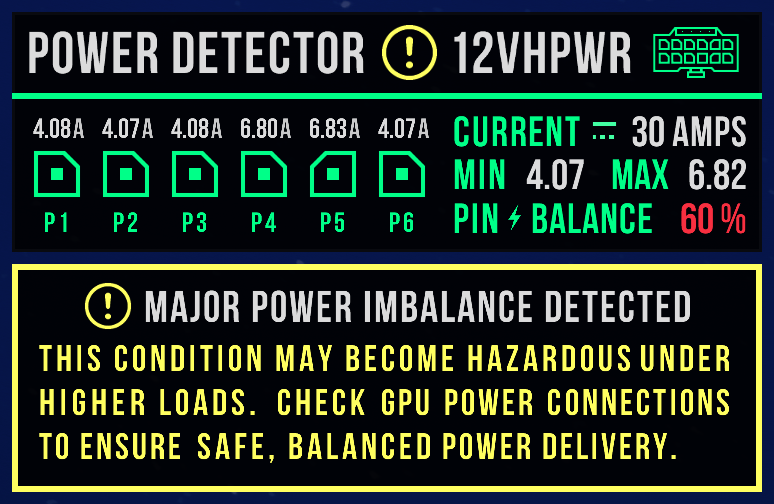 POWER DETECTOR ! 12VHPWR
4.08A 4.07A 4.08A 6.80A 6.83A 4.07A
P1 P2 P3 P4 P5 P6
CURRENT 30 AMPS
MIN 4.07 MAX 6.82
PIN BALANCE 60%
! MAJOR POWER IMBALANCE DETECTED
THIS CONDITION MAY BECOME HAZARDOUS UNDER
HIGHER LOADS. CHECK GPU POWER CONNECTIONS
TO ENSURE SAFE, BALANCED POWER DELIVERY.